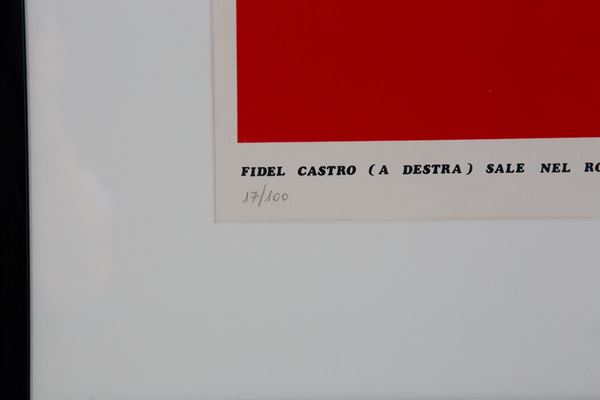 FIDEL CASTRO (A DESTRA) SALE NEL RO
17/100